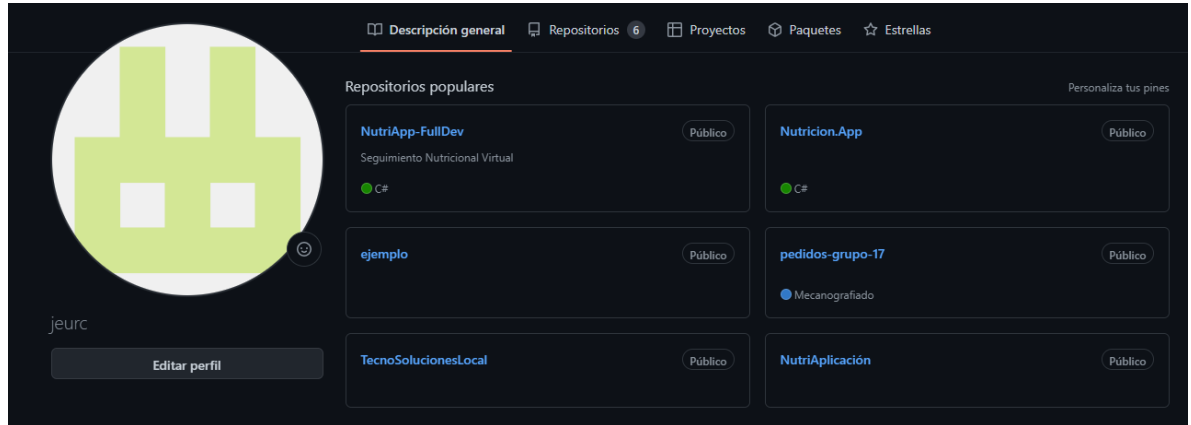 Descripción general Repositorios 6 Proyectos Paquetes Estrellas
Repositorios populares Personaliza tus pines
NutriApp-FullDev Público
Seguimiento Nutricional Virtual
C#
Nutricion.App Público
C#
ejemplo Público
pedidos-grupo-17 Público
Mecanografiado
TecnoSolucionesLocal Público
NutriAplicación Público
jeurc
Editar perfil